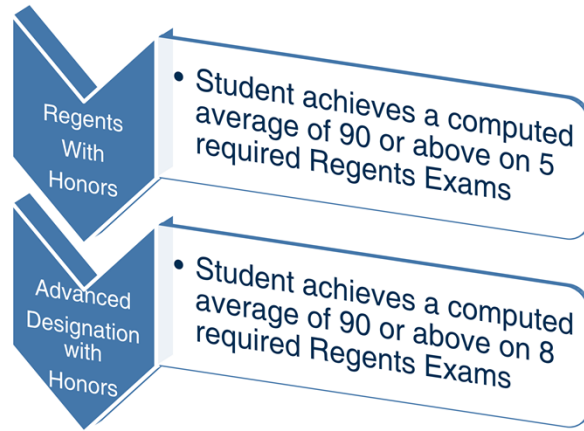 Regents
With
Honors
• Student achieves a computed
average of 90 or above on 5
required Regents Exams
Advanced
Designation
with
Honors
• Student achieves a computed
average of 90 or above on 8
required Regents Exams